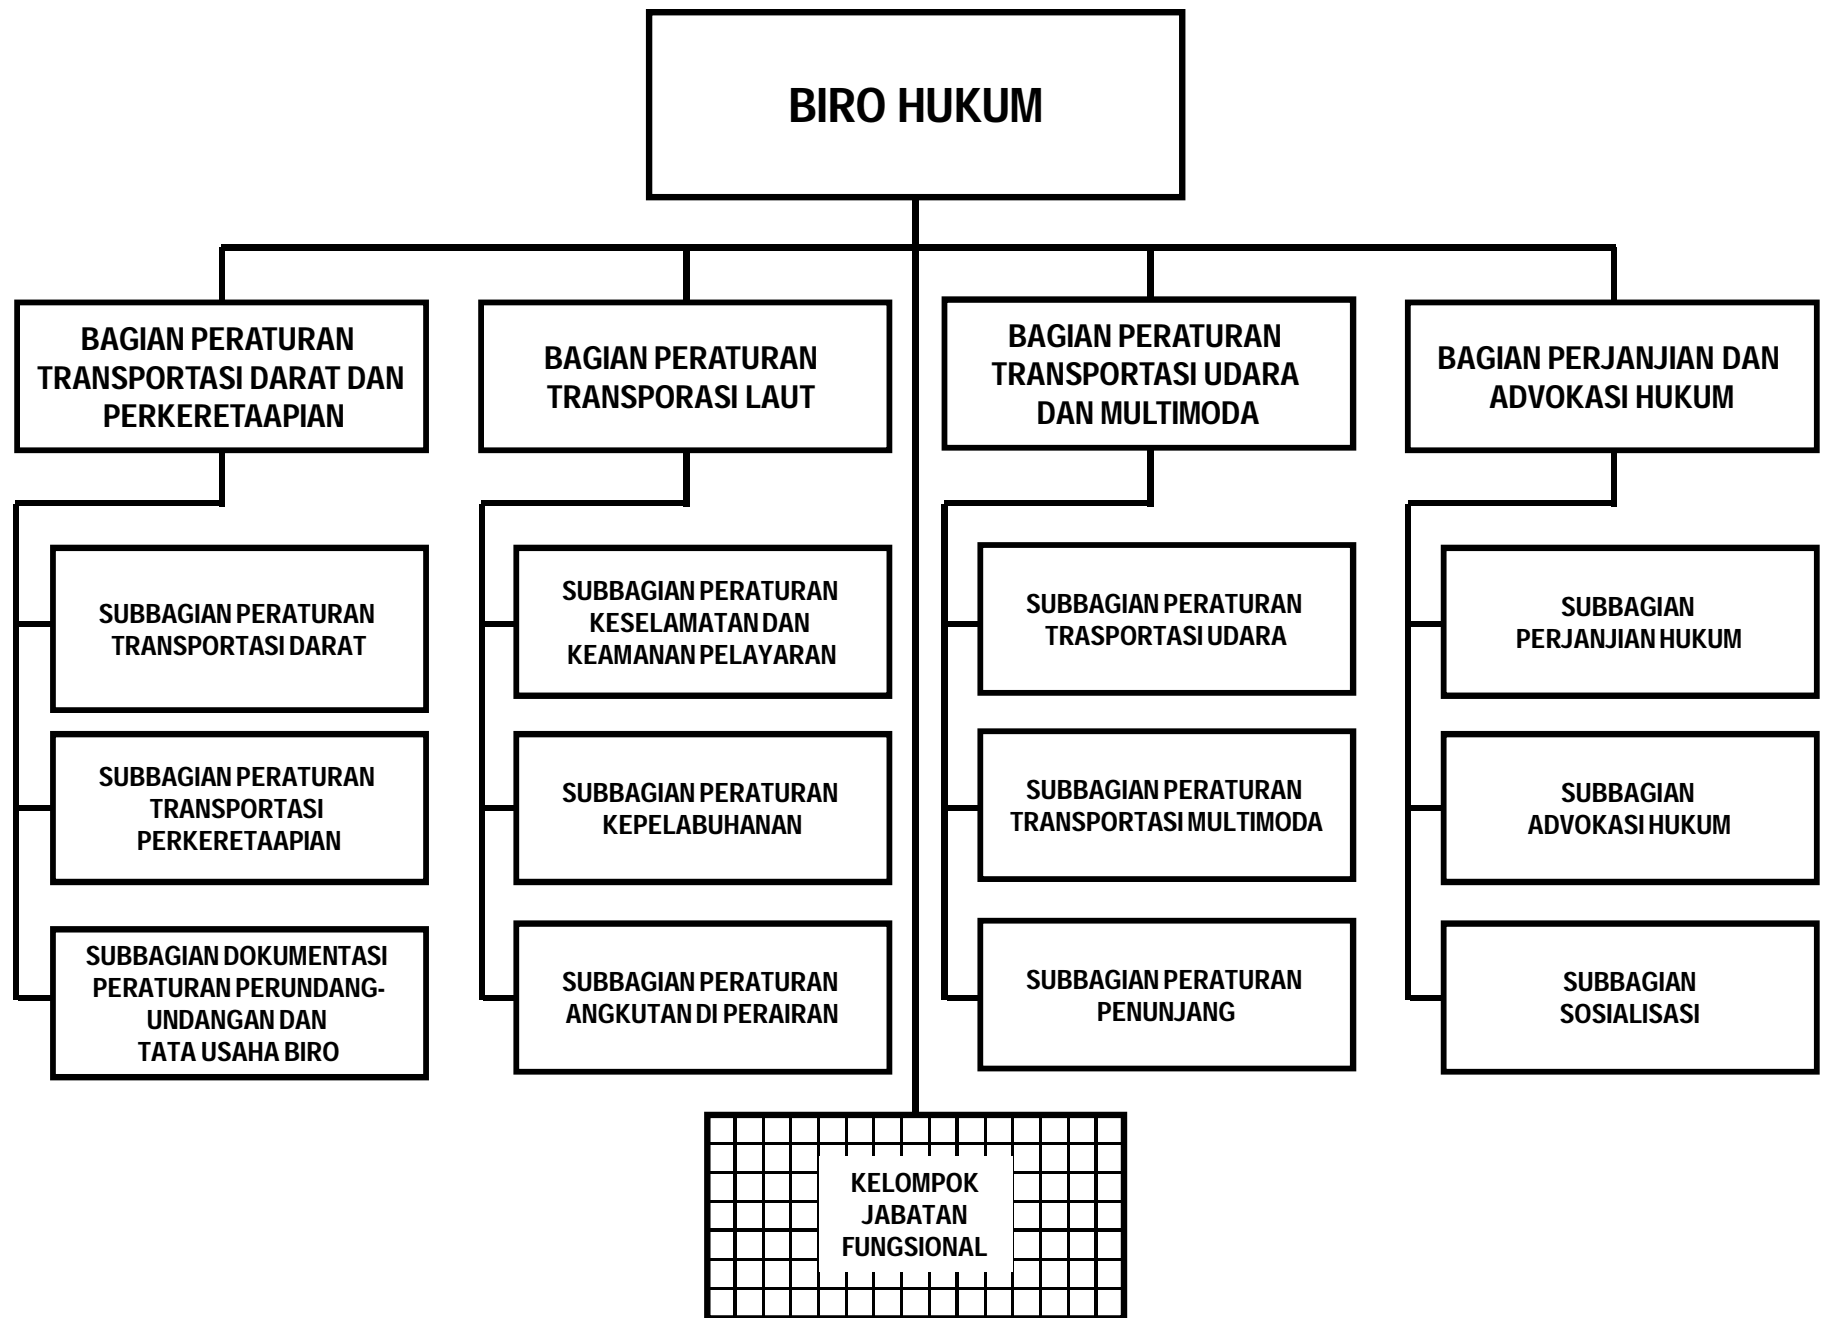 BIRO HUKUM
BAGIAN PERATURAN
TRANSPORTASI DARAT DAN
PERKERETAAPIAN
BAGIAN PERATURAN
TRANSPORASI LAUT
BAGIAN PERATURAN
TRANSPORTASI UDARA
DAN MULTIMODA
BAGIAN PERJANJIAN DAN
ADVOKASI HUKUM
SUBBAGIAN PERATURAN
TRANSPORTASI DARAT
SUBBAGIAN PERATURAN
KESELAMATAN DAN
KEAMANAN PELAYARAN
SUBBAGIAN PERATURAN
TRASPORTASI UDARA
SUBBAGIAN
PERJANJIAN HUKUM
SUBBAGIAN PERATURAN
TRANSPORTASI
PERKERETAAPIAN
SUBBAGIAN PERATURAN
KEPELABUHANAN
SUBBAGIAN PERATURAN
TRANSPORTASI MULTIMODA
SUBBAGIAN
ADVOKASI HUKUM
SUBBAGIAN DOKUMENTASI
PERATURAN PERUNDANG-
UNDANGAN DAN
TATA USAHA BIRO
SUBBAGIAN PERATURAN
ANGKUTAN DI PERAIRAN
SUBBAGIAN PERATURAN
PENUNJANG
SUBBAGIAN
SOSIALISASI
KELOMPOK
JABATAN
FUNGSIONAL